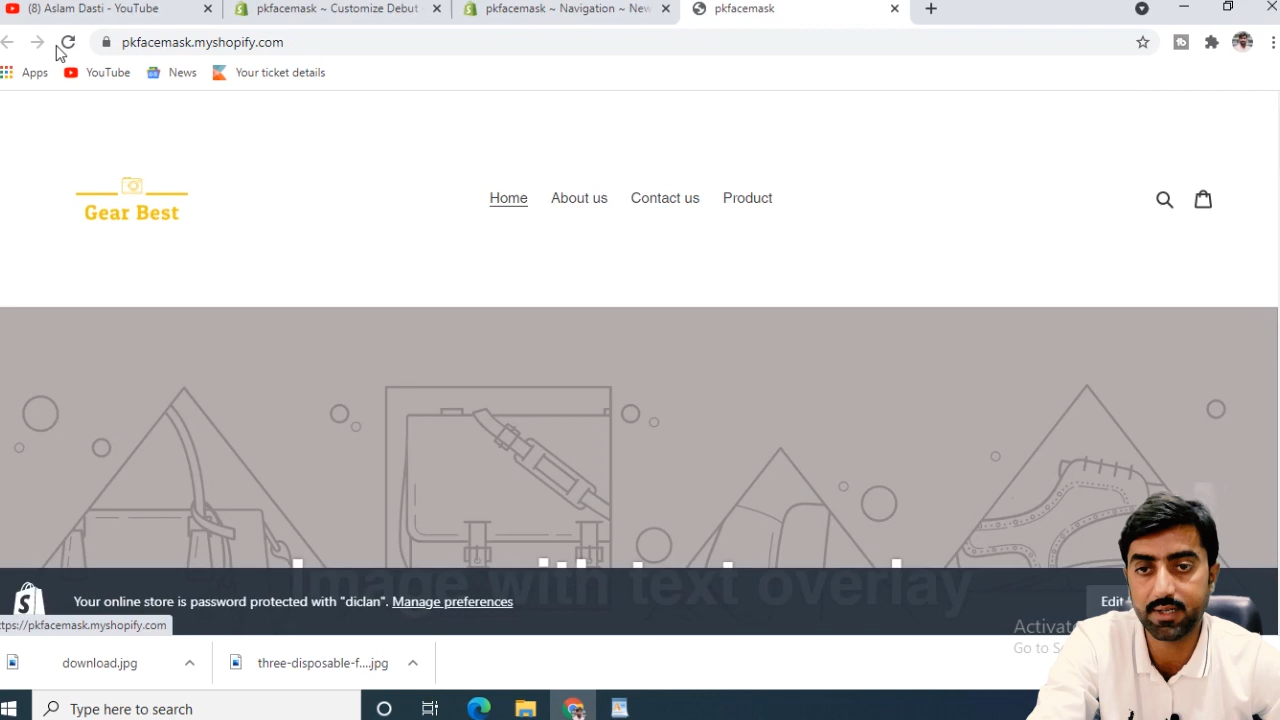 (8) Aslam Dasti - YouTube
pkfacemask ~ Customize Debut
pkfacemask ~ Navigation ~ New
pkfacemask
pkfacemask.myshopify.com
Apps
YouTube
News
Your ticket details
Gear Best
Home
About us
Contact us
Product
Image with text overlay
Your online store is password protected with "diclan". Manage preferences
Edit
ttps://pkfacemask.myshopify.com
Activat
Go to Se
download.jpg
three-disposable-f....jpg
Type here to search